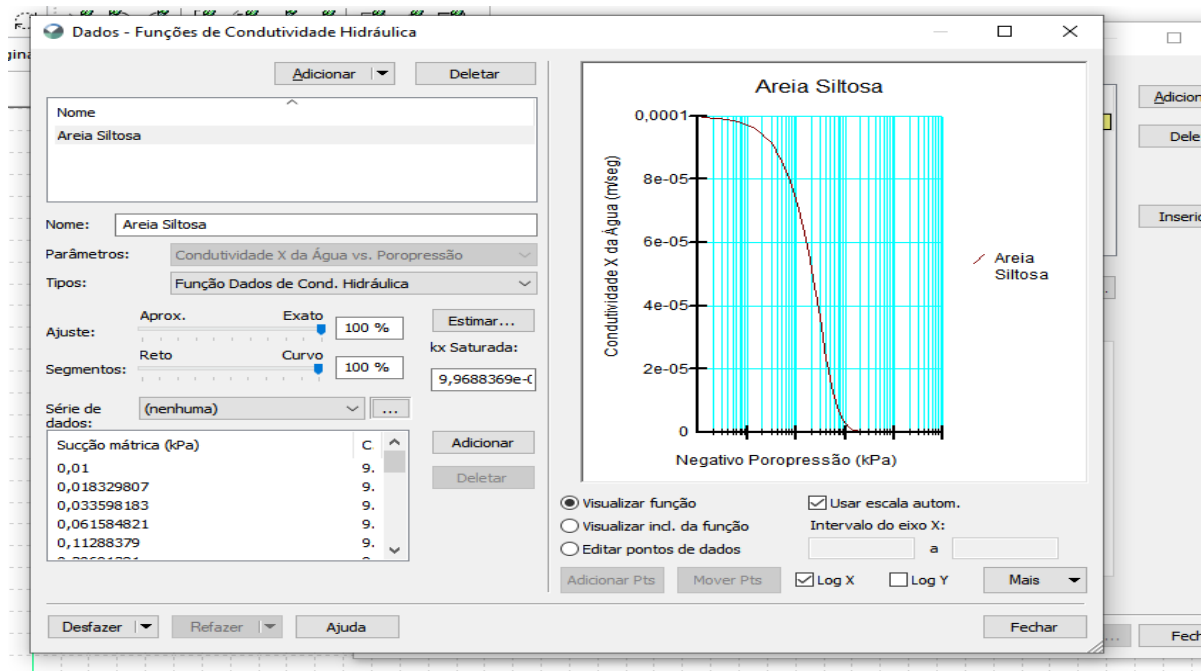 Dados - Funções de Condutividade Hidráulica
Adicionar
Deletar
Nome
Areia Siltosa
Nome:
Areia Siltosa
Parâmetros:
Condutividade X da Água vs. Poropressão
Tipos:
Função Dados de Cond. Hidráulica
Aprox.
Exato
Ajuste:
100 %
Estimar...
Reto
Curvo
kx Saturada:
Segmentos:
100 %
9,9688369e-0
Série de
dados:
(nenhuma)
...
Sucção mátrica (kPa)
C
Adicionar
0,01
9.
Deletar
0,018329807
9.
0,033598183
9.
0,061584821
9.
0,11288379
9.
Areia Siltosa
0,0001
8e-05
6e-05
4e-05
2e-05
0
Condutividade X da Água (m/seg)
Negativo Poropressão (kPa)
Areia
Siltosa
Visualizar função
Usar escala autom.
Visualizar incl. da função
Intervalo do eixo X:
Editar pontos de dados
a
Adicionar Pts
Mover Pts
Log X
Log Y
Mais
Desfazer
Refazer
Ajuda
Fechar
Adicion
Dele
Inserio
Fech